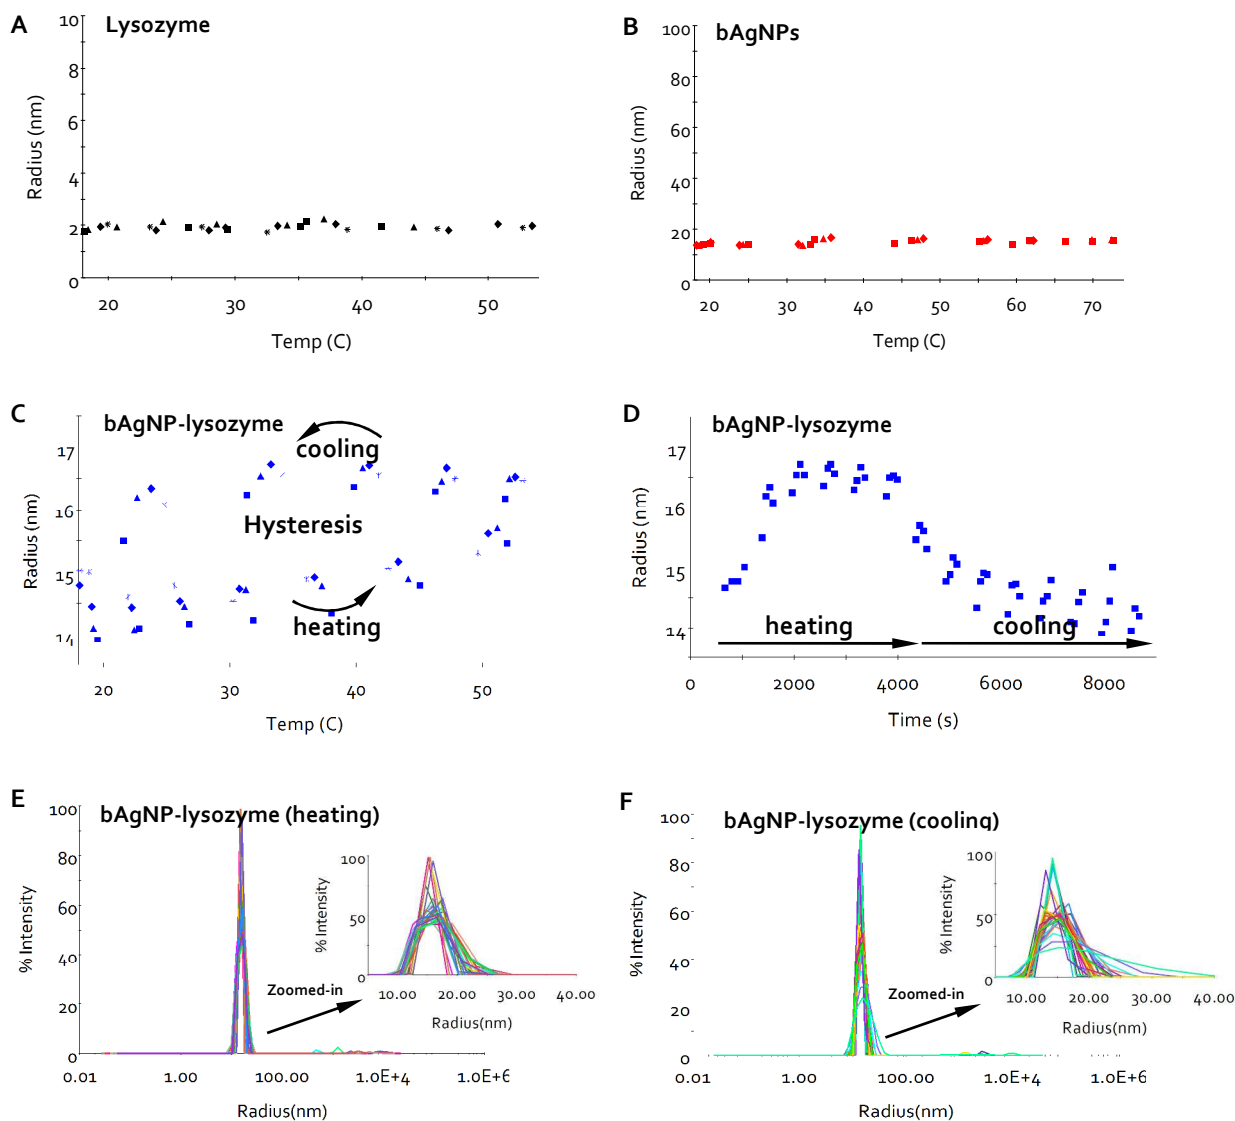 A
Lysozyme
10
8
6
4
2
0
Radius (nm)
20
30
40
50
Temp (C)
B
bAgNPs
100
80
60
40
20
0
Radius (nm)
20
30
40
50
60
70
Temp (C)
C
bAgNP-lysozyme
cooling
Hysteresis
heating
17
16
15
14
Radius (nm)
20
30
40
50
Temp (C)
D
bAgNP-lysozyme
17
16
15
14
Radius (nm)
heating
cooling
0
2000
4000
6000
8000
Time (s)
E
bAgNP-lysozyme (heating)
100
80
60
40
20
0
% Intensity
0.01
1.00
100.00
1.0E+4
1.0E+6
Radius(nm)
Zoomed-in
100
50
0
% Intensity
10.00
20.00
30.00
40.00
Radius(nm)
F
bAgNP-lysozyme (cooling)
100
80
60
40
20
0
% Intensity
0.01
1.00
100.00
1.0E+4
1.0E+6
Radius(nm)
Zoomed-in
100
50
0
% Intensity
10.00
20.00
30.00
40.00
Radius(nm)